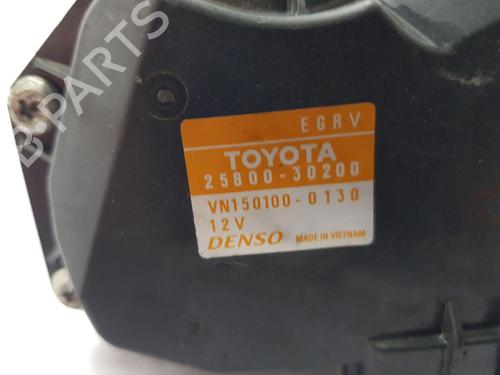 B-PARTS
EGRV
TOYOTA
25800-30200
VN150100-0130
12V
DENSO MADE IN VIETNAM